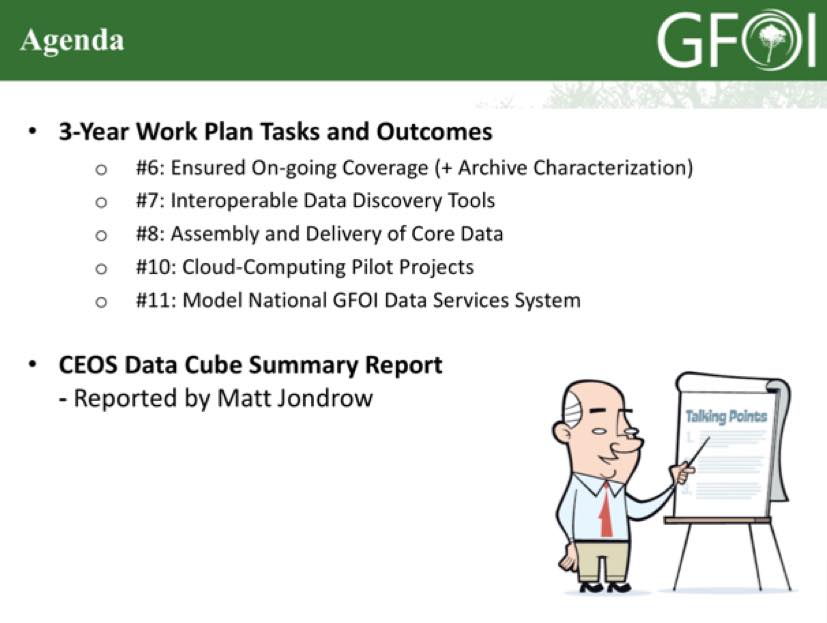 Agenda
GFOI
• 3-Year Work Plan Tasks and Outcomes
o #6: Ensured On-going Coverage (+ Archive Characterization)
o #7: Interoperable Data Discovery Tools
o #8: Assembly and Delivery of Core Data
o #10: Cloud-Computing Pilot Projects
o #11: Model National GFOI Data Services System
• CEOS Data Cube Summary Report
- Reported by Matt Jondrow
Talking Points
1.